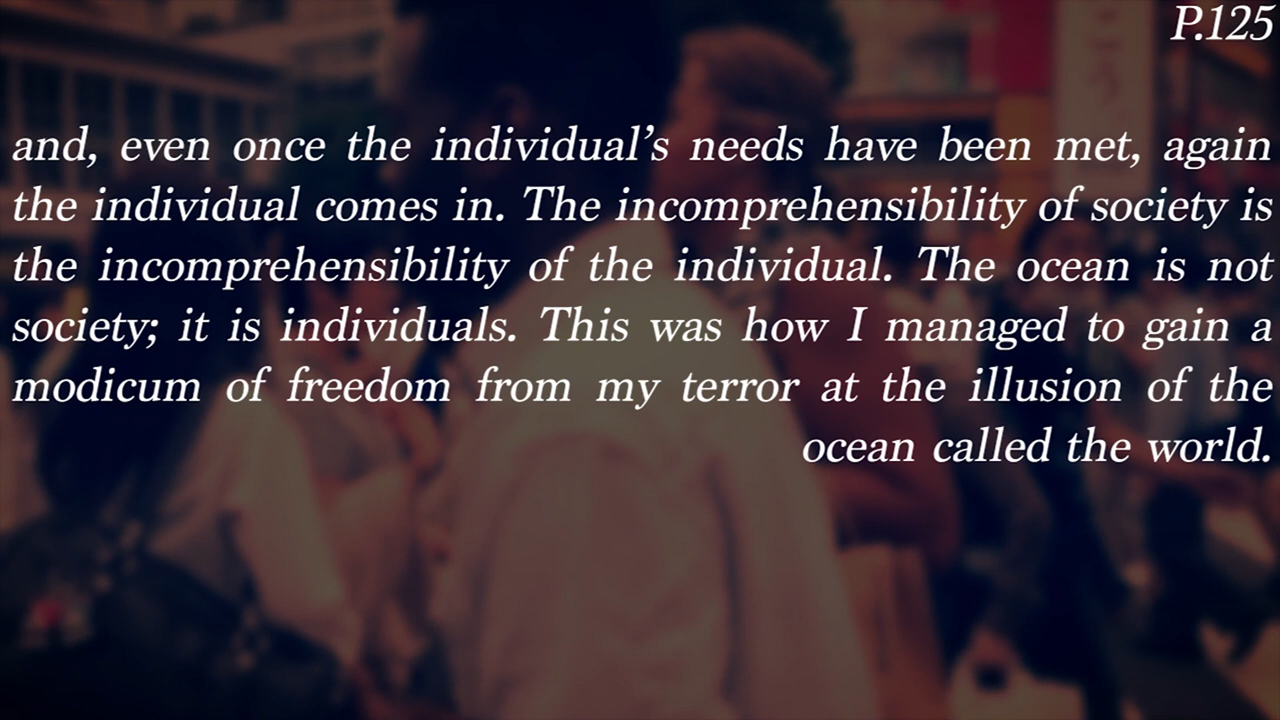 P.125
and, even once the individual's needs have been met, again
the individual comes in. The incomprehensibility of society is
the incomprehensibility of the individual. The ocean is not
society; it is individuals. This was how I managed to gain a
modicum of freedom from my terror at the illusion of the
ocean called the world.